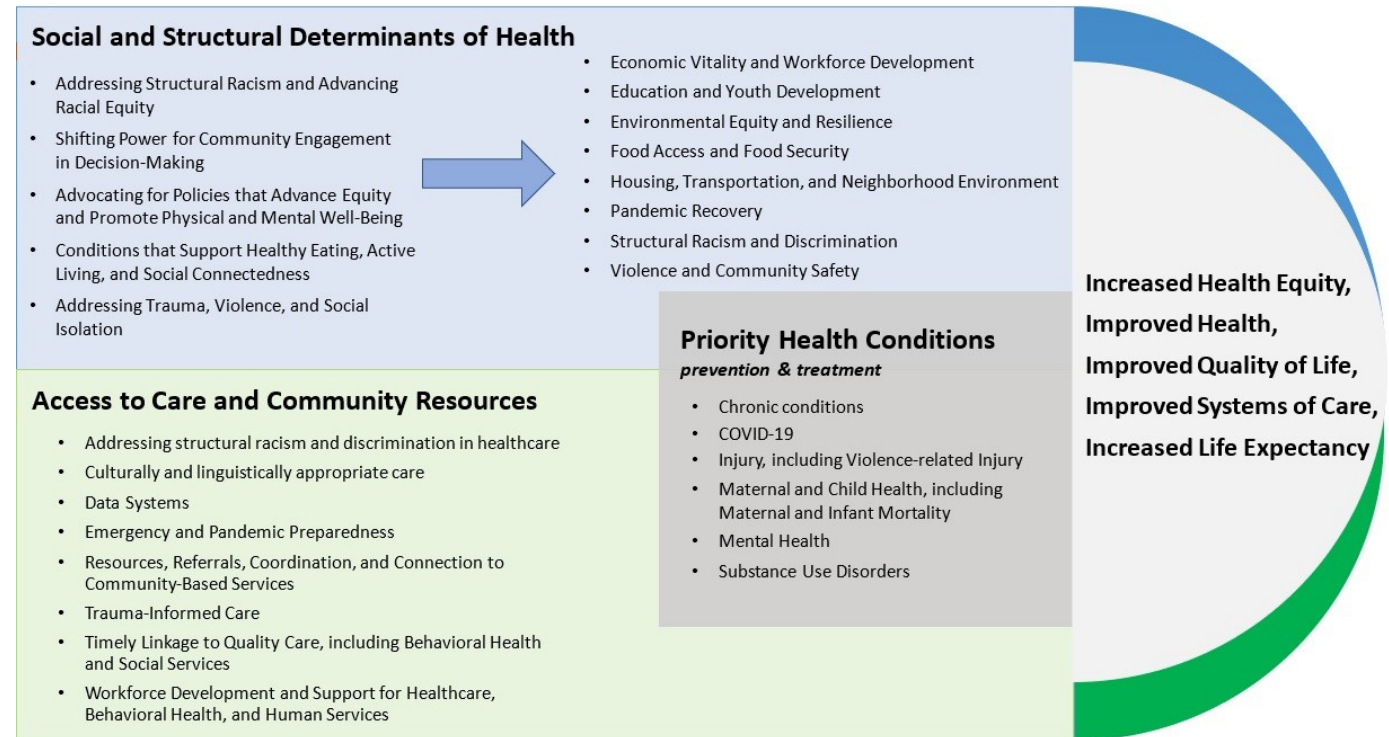 Social and Structural Determinants of Health
• Addressing Structural Racism and Advancing
Racial Equity
• Shifting Power for Community Engagement
in Decision-Making
• Advocating for Policies that Advance Equity
and Promote Physical and Mental Well-Being
• Conditions that Support Healthy Eating, Active
Living, and Social Connectedness
• Addressing Trauma, Violence, and Social
Isolation
• Economic Vitality and Workforce Development
• Education and Youth Development
• Environmental Equity and Resilience
• Food Access and Food Security
• Housing, Transportation, and Neighborhood Environment
• Pandemic Recovery
• Structural Racism and Discrimination
• Violence and Community Safety
Priority Health Conditions
prevention & treatment
• Chronic conditions
• COVID-19
• Injury, including Violence-related Injury
• Maternal and Child Health, including
Maternal and Infant Mortality
• Mental Health
• Substance Use Disorders
Access to Care and Community Resources
• Addressing structural racism and discrimination in healthcare
• Culturally and linguistically appropriate care
• Data Systems
• Emergency and Pandemic Preparedness
• Resources, Referrals, Coordination, and Connection to
Community-Based Services
• Trauma-Informed Care
• Timely Linkage to Quality Care, including Behavioral Health
and Social Services
• Workforce Development and Support for Healthcare,
Behavioral Health, and Human Services
Increased Health Equity,
Improved Health,
Improved Quality of Life,
Improved Systems of Care,
Increased Life Expectancy